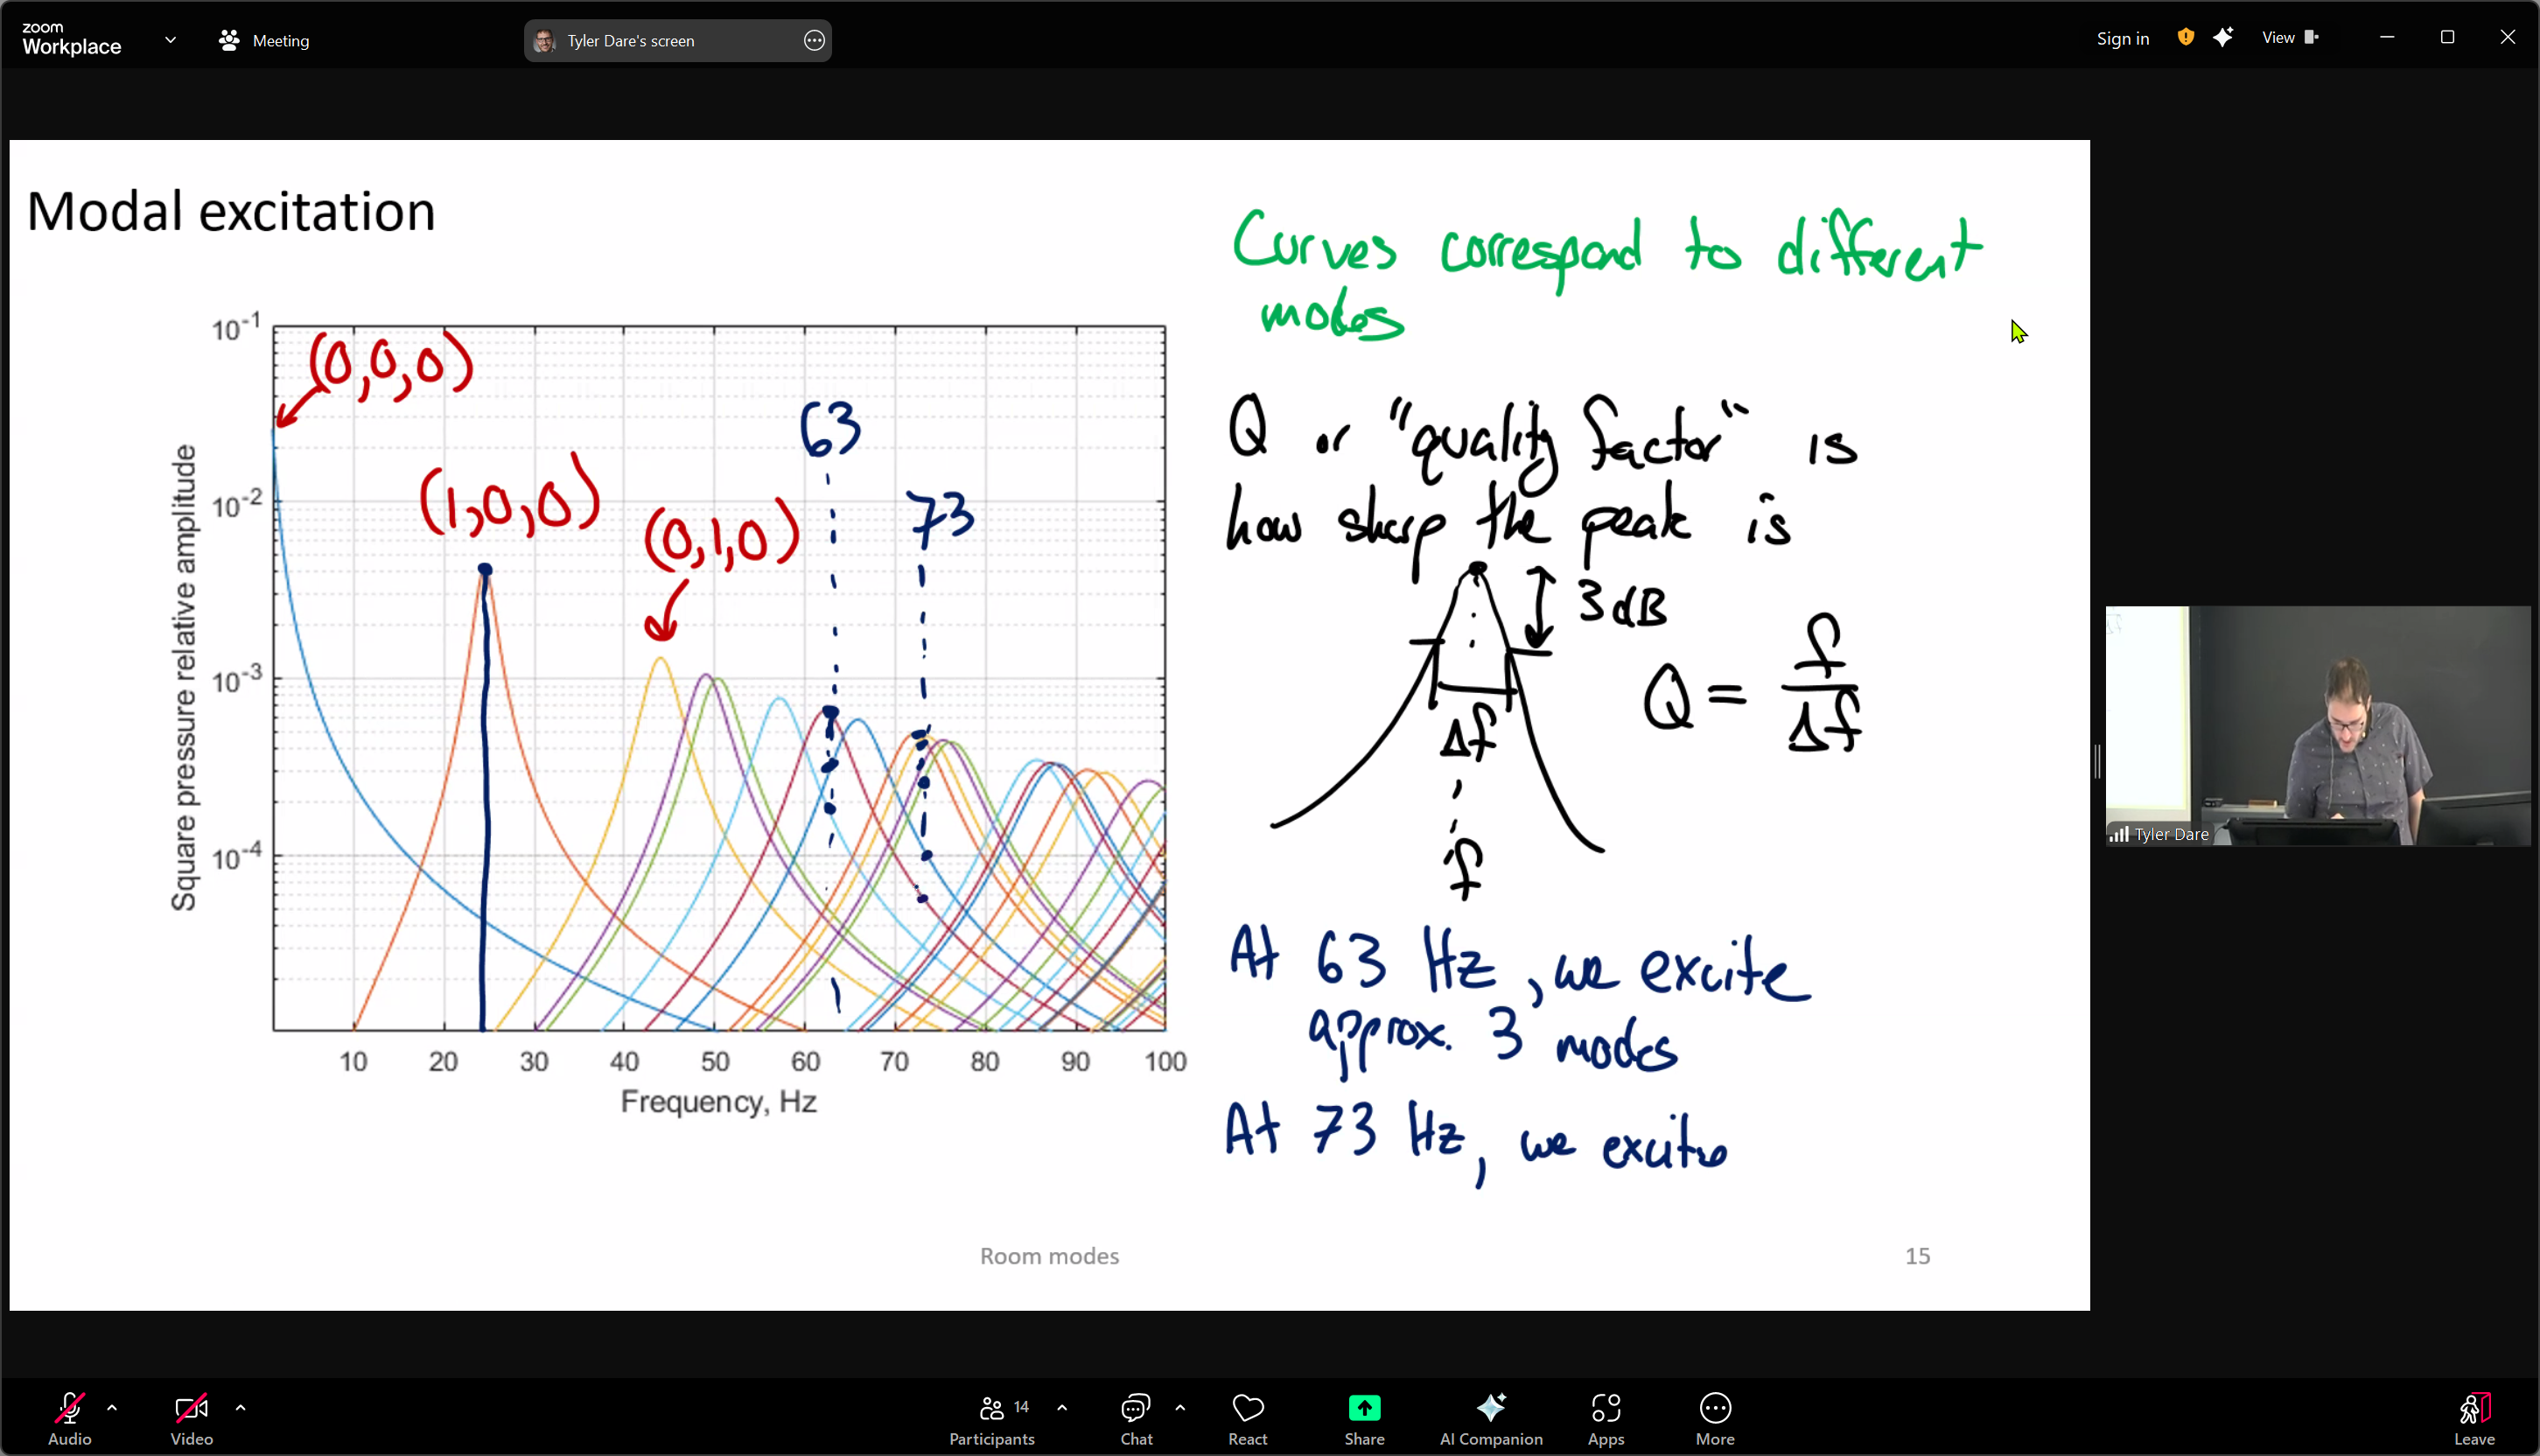 zoom
Workplace
Meeting
Tyler Dare's screen
Sign in
View
Modal excitation
Curves correspond to different
modes
Q or "quality factor" is
how sharp the peak is
3 dB
Q = f / Δf
Δf
f
At 63 Hz, we excite
approx. 3 modes
At 73 Hz, we excite
(0,0,0)
(1,0,0)
(0,1,0)
63
73
Square pressure relative amplitude
10-1
10-2
10-3
10-4
10 20 30 40 50 60 70 80 90 100
Frequency, Hz
Room modes
15
Tyler Dare
Audio
Video
Participants
14
Chat
React
Share
AI Companion
Apps
More
Leave